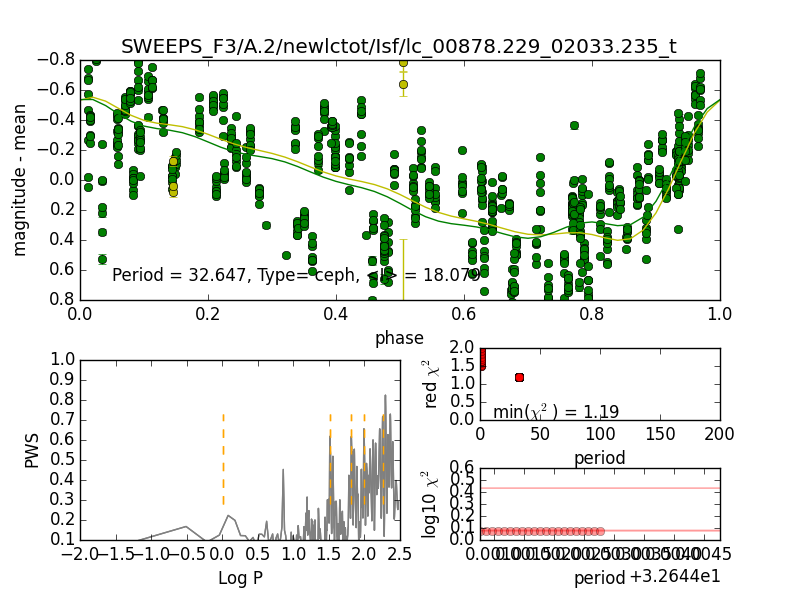 SWEEPS_F3/A.2/newlctot/Isf/lc_00878.229_02033.235_t
magnitude - mean
−0.8
−0.6
−0.4
−0.2
0.0
0.2
0.4
0.6
0.8
Period = 32.647, Type= ceph, <I> = 18.079
0.0 0.2 0.4 0.6 0.8 1.0
phase
PWS
1.0
0.9
0.8
0.7
0.6
0.5
0.4
0.3
0.2
0.1
−2.0 −1.5 −1.0 −0.5 0.0 0.5 1.0 1.5 2.0 2.5
Log P
red χ²
2.0
1.5
1.0
0.5
0.0
min(χ²) = 1.19
0 50 100 150 200
period
log10 χ²
0.6
0.5
0.4
0.3
0.2
0.1
0.0
period
+3.2644e1